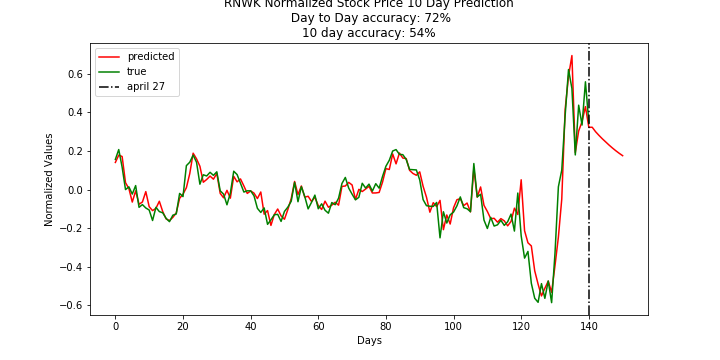 RNWK Normalized Stock Price 10 Day Prediction
Day to Day accuracy: 72%
10 day accuracy: 54%
predicted
true
april 27
Normalized Values
0.6
0.4
0.2
0.0
−0.2
−0.4
−0.6
0 20 40 60 80 100 120 140
Days